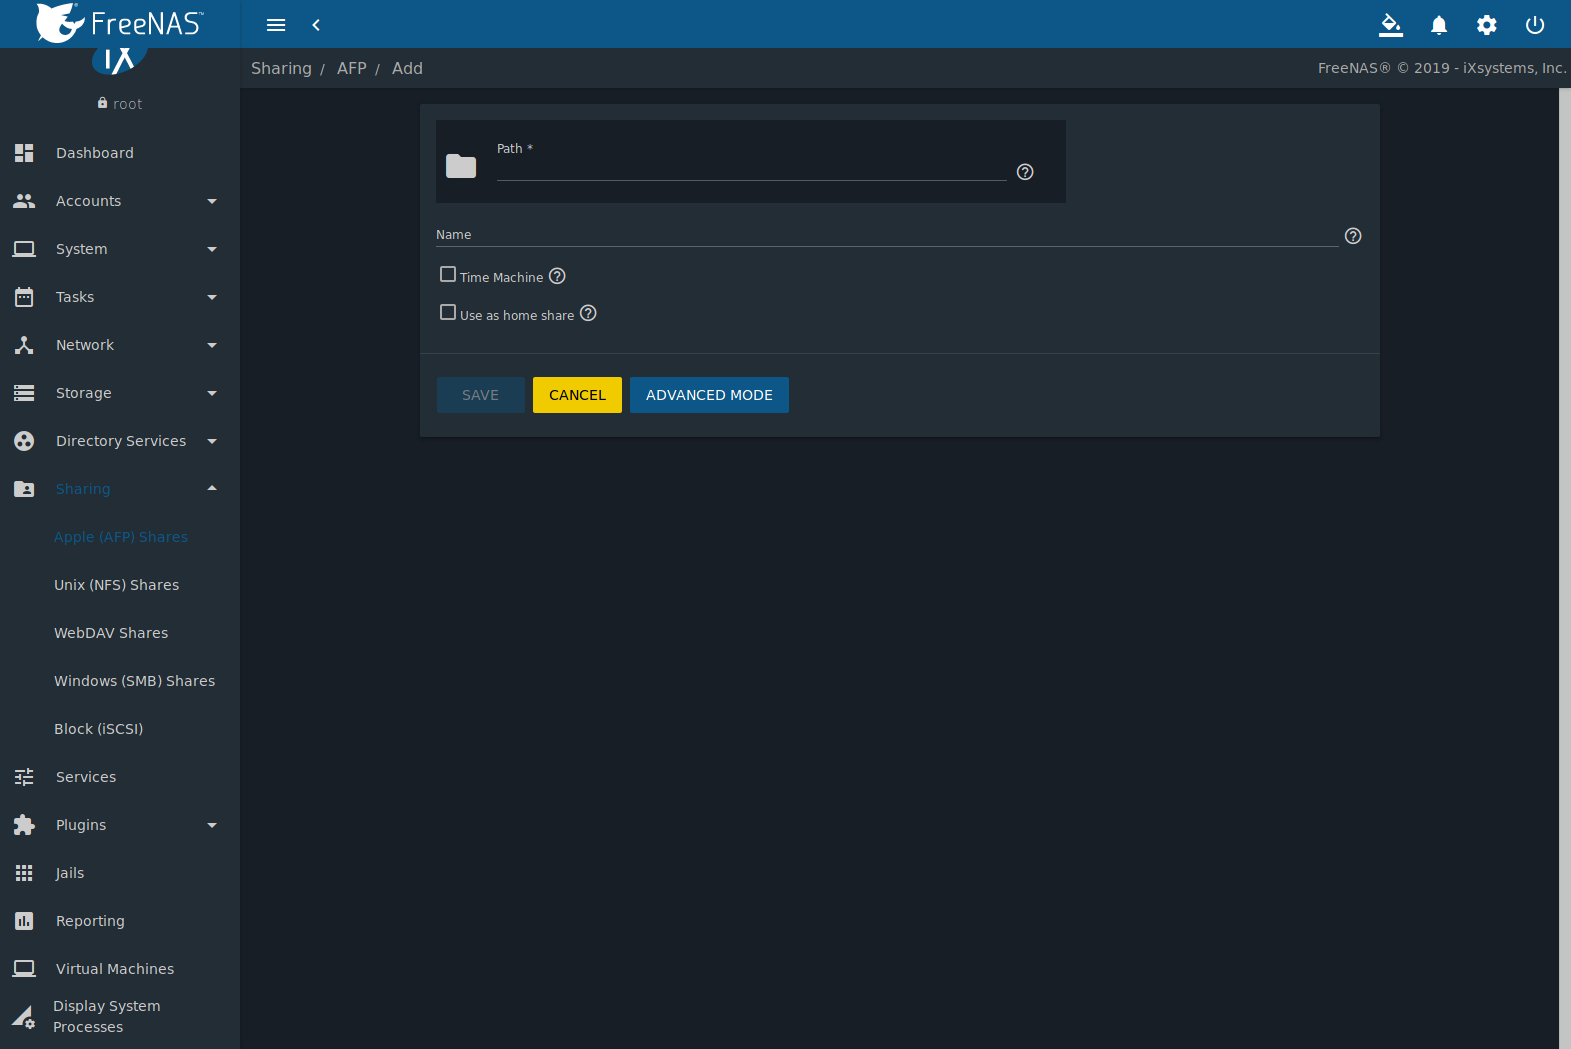 FreeNAS™
Sharing / AFP / Add
FreeNAS® © 2019 - iXsystems, Inc.
iX
root
Dashboard
Accounts
System
Tasks
Network
Storage
Directory Services
Sharing
Apple (AFP) Shares
Unix (NFS) Shares
WebDAV Shares
Windows (SMB) Shares
Block (iSCSI)
Services
Plugins
Jails
Reporting
Virtual Machines
Display System
Processes
Path *
Name
Time Machine
Use as home share
SAVE CANCEL ADVANCED MODE